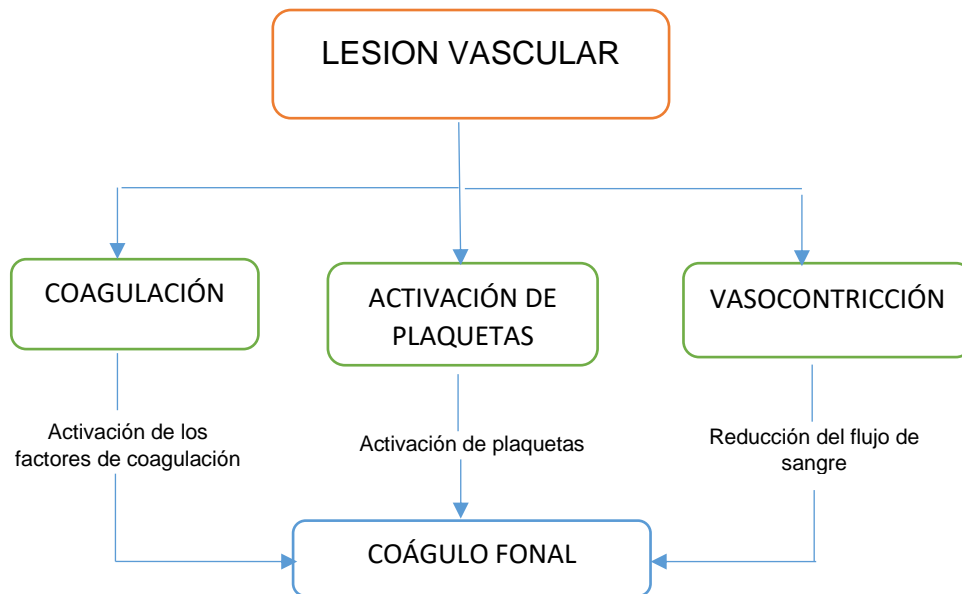 LESION VASCULAR
COAGULACIÓN
ACTIVACIÓN DE
PLAQUETAS
VASOCONTRICCIÓN
Activación de los
factores de coagulación
Activación de plaquetas
Reducción del flujo de
sangre
COÁGULO FONAL